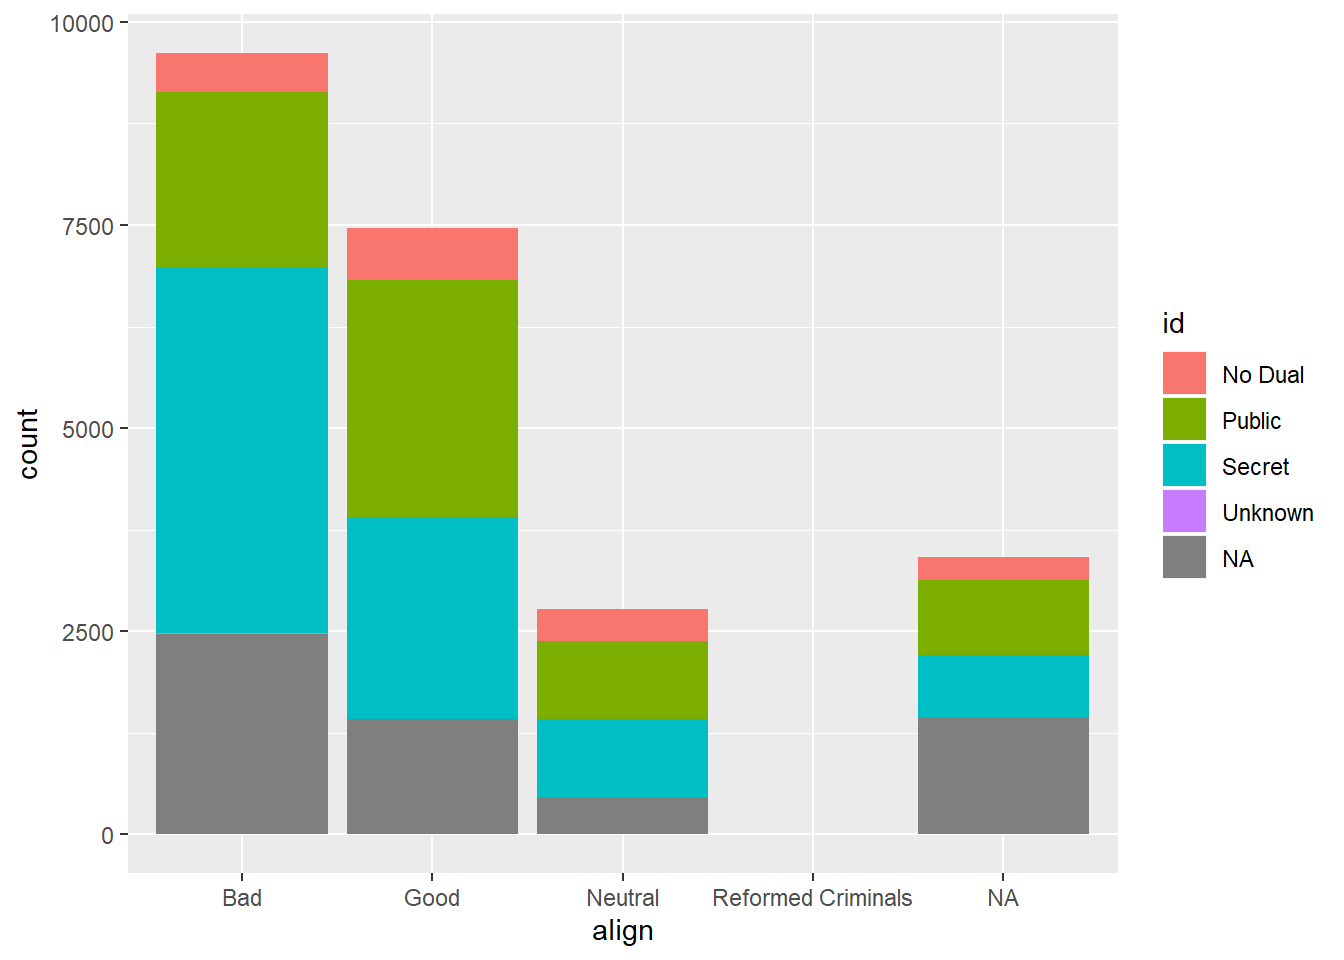 10000
7500
5000
2500
0
count
Bad
Good
Neutral
Reformed Criminals
NA
align
id
No Dual
Public
Secret
Unknown
NA